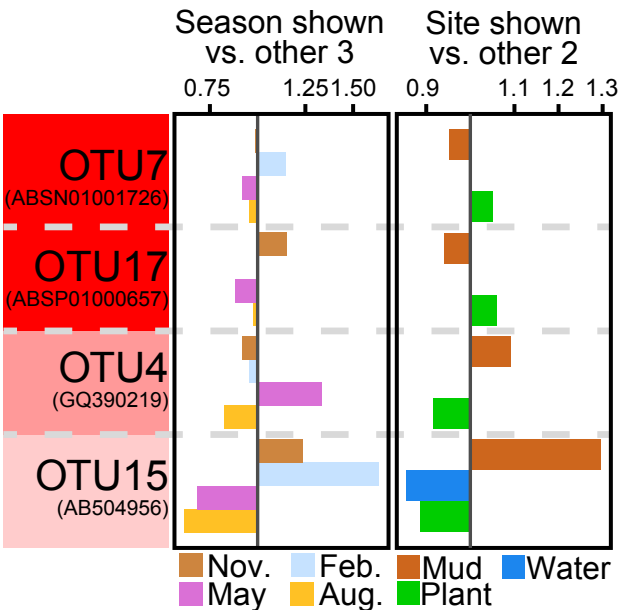 Season shown
vs. other 3
Site shown
vs. other 2
0.75 1.25 1.50
0.9 1.1 1.2 1.3
OTU7
(ABSN01001726)
OTU17
(ABSP01000657)
OTU4
(GQ390219)
OTU15
(AB504956)
Nov. Feb. Mud Water
May Aug. Plant